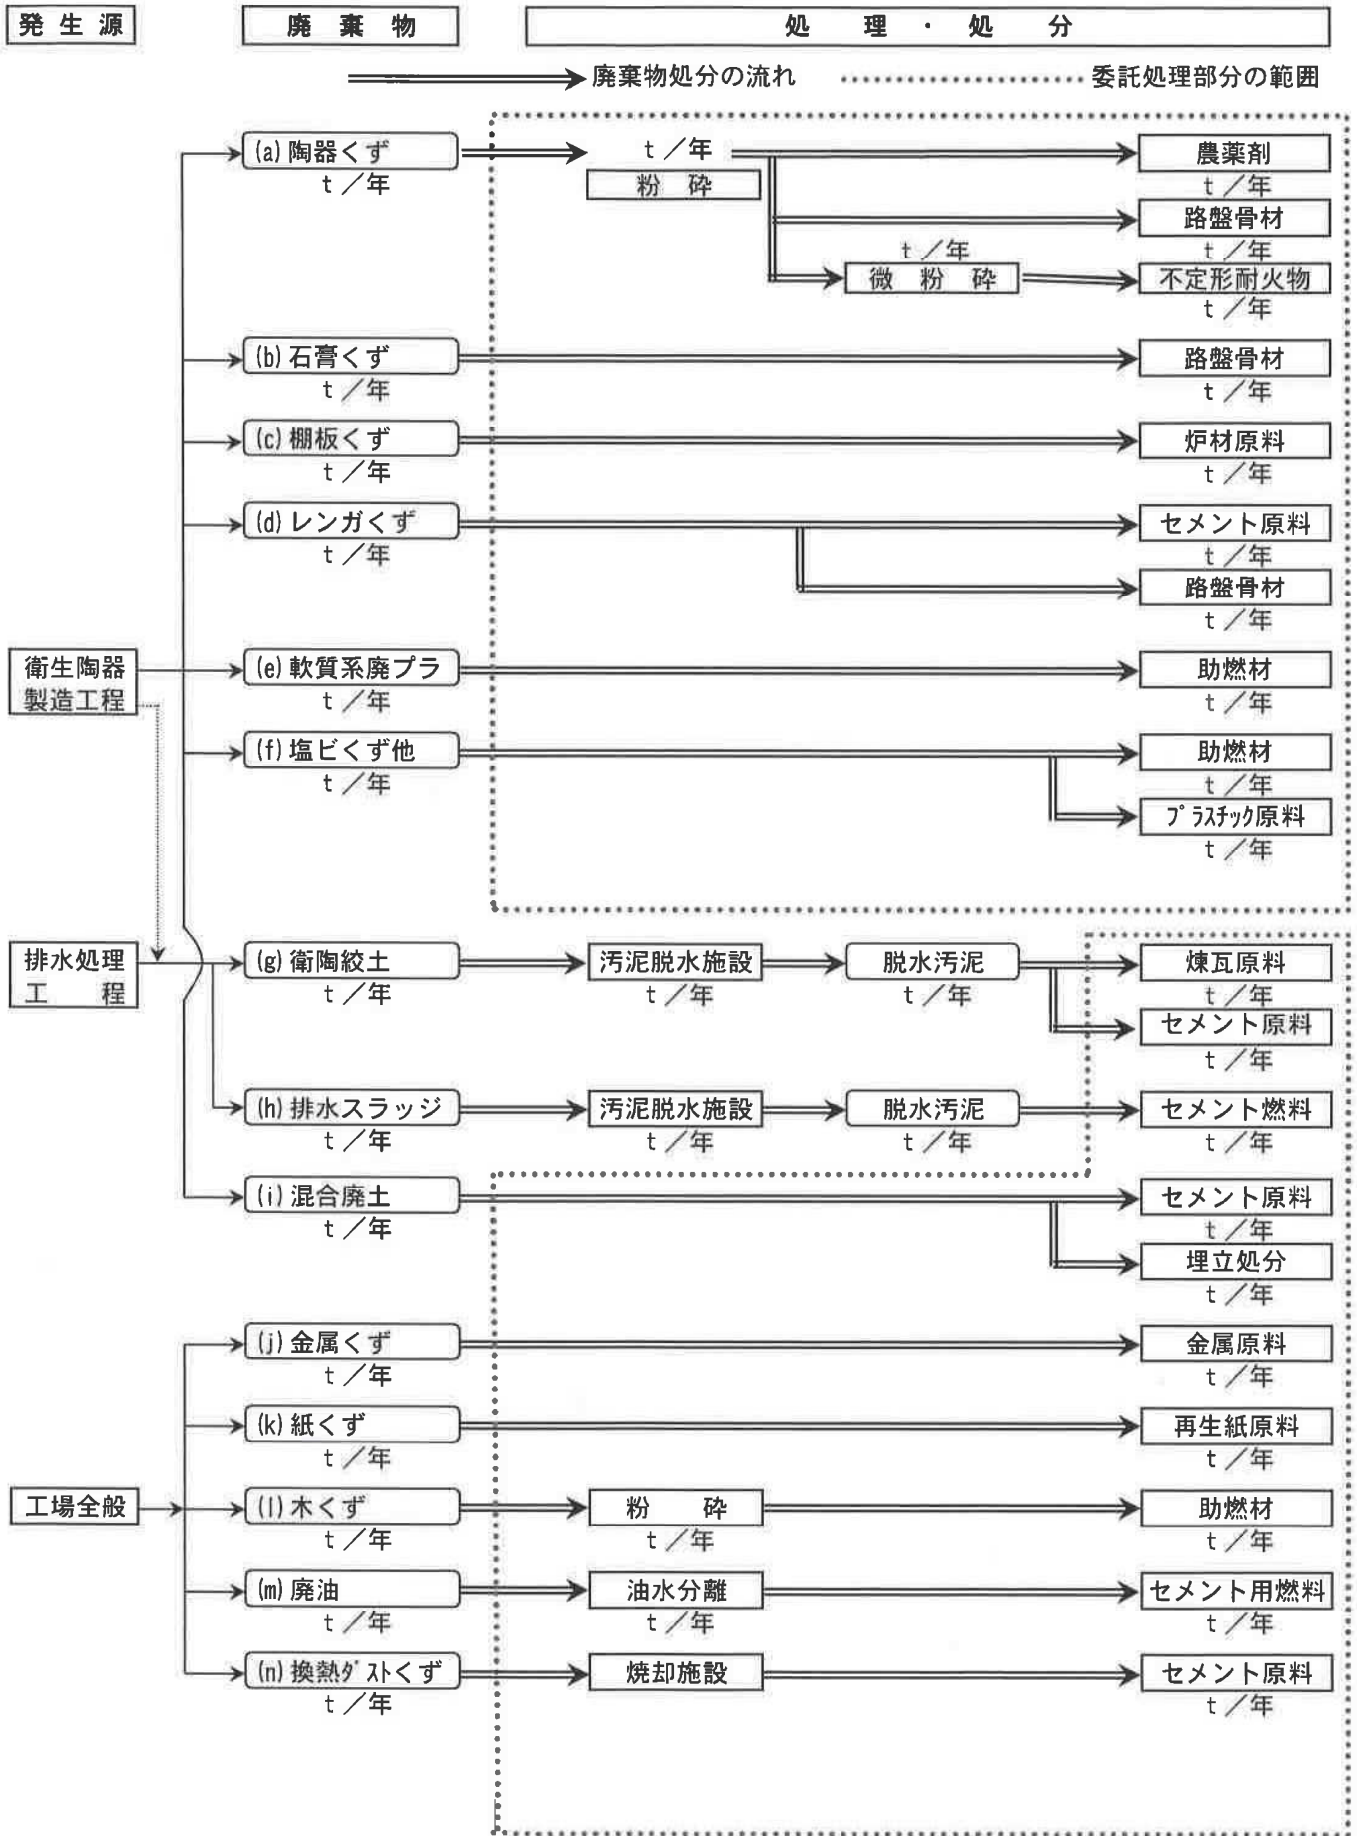 発生源 廃棄物 処理・処分
廃棄物処分の流れ 委託処理部分の範囲
(a)陶器くず t/年 農薬剤
t/年 粉砕 t/年
路盤骨材
t/年 t/年
微粉砕 不定形耐火物
t/年
(b)石膏くず 路盤骨材
t/年 t/年
(c)棚板くず 炉材原料
t/年 t/年
(d)レンガくず セメント原料
t/年 t/年
路盤骨材
t/年
衛生陶器 (e)軟質系廃プラ 助燃材
製造工程 t/年 t/年
(f)塩ビくず他 助燃材
t/年 t/年
プラスチック原料
t/年
排水処理 (g)衛陶絞土 汚泥脱水施設 脱水汚泥 煉瓦原料
工程 t/年 t/年 t/年 t/年
セメント原料
t/年
(h)排水スラッジ 汚泥脱水施設 脱水汚泥 セメント燃料
t/年 t/年 t/年 t/年
(i)混合廃土 セメント原料
t/年 t/年
埋立処分
t/年
(j)金属くず 金属原料
t/年 t/年
(k)紙くず 再生紙原料
t/年 t/年
工場全般 (l)木くず 粉砕 助燃材
t/年 t/年 t/年
(m)廃油 油水分離 セメント用燃料
t/年 t/年 t/年
(n)換熱ダストくず 焼却施設 セメント原料
t/年 t/年